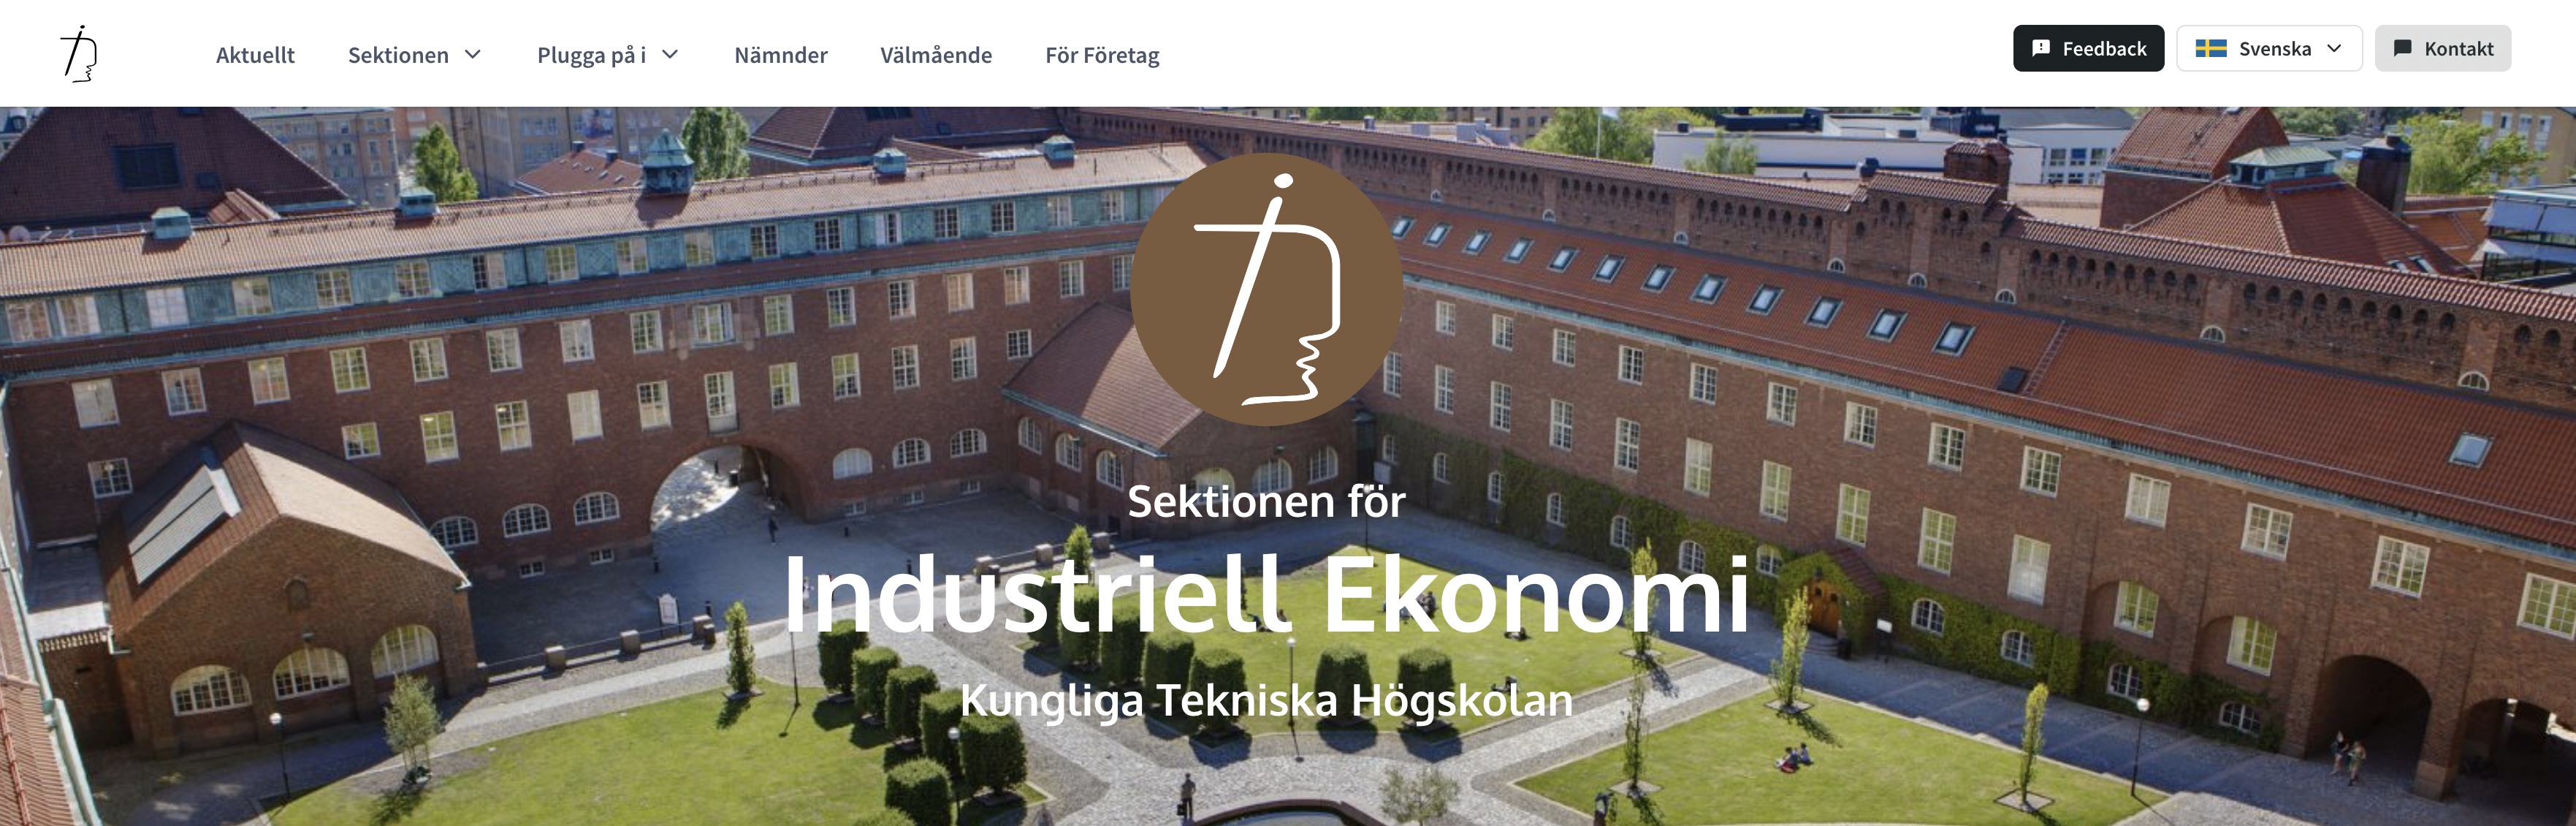 Aktuellt
Sektionen
Plugga på i
Nämnder
Välmående
För Företag
Feedback
Svenska
Kontakt
Sektionen för
Industriell Ekonomi
Kungliga Tekniska Högskolan